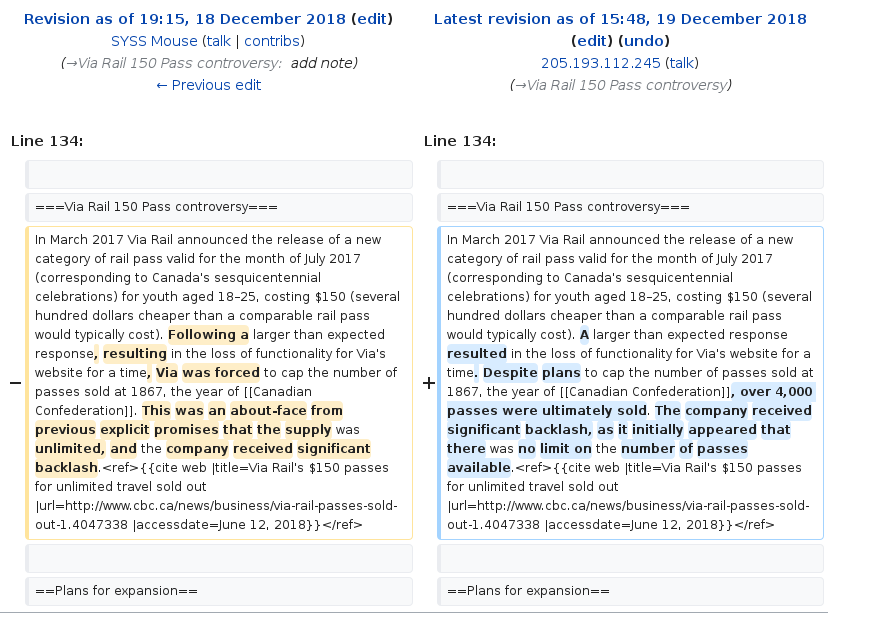 Revision as of 19:15, 18 December 2018 (edit)
SYSS Mouse (talk | contribs)
(→Via Rail 150 Pass controversy: add note)
← Previous edit
Latest revision as of 15:48, 19 December 2018
(edit) (undo)
205.193.112.245 (talk)
(→Via Rail 150 Pass controversy)
Line 134:
===Via Rail 150 Pass controversy===
−
In March 2017 Via Rail announced the release of a new
category of rail pass valid for the month of July 2017
(corresponding to Canada's sesquicentennial
celebrations) for youth aged 18–25, costing $150 (several
hundred dollars cheaper than a comparable rail pass
would typically cost). Following a larger than expected
response, resulting in the loss of functionality for Via's
website for a time, Via was forced to cap the number of
passes sold at 1867, the year of [[Canadian
Confederation]]. This was an about-face from
previous explicit promises that the supply was
unlimited, and the company received significant
backlash.<ref>{{cite web |title=Via Rail's $150 passes
for unlimited travel sold out
|url=http://www.cbc.ca/news/business/via-rail-passes-sold-
out-1.4047338 |accessdate=June 12, 2018}}</ref>
==Plans for expansion==
Line 134:
===Via Rail 150 Pass controversy===
+
In March 2017 Via Rail announced the release of a new
category of rail pass valid for the month of July 2017
(corresponding to Canada's sesquicentennial
celebrations) for youth aged 18–25, costing $150 (several
hundred dollars cheaper than a comparable rail pass
would typically cost). A larger than expected response
resulted in the loss of functionality for Via's website for a
time. Despite plans to cap the number of passes sold at
1867, the year of [[Canadian Confederation]], over 4,000
passes were ultimately sold. The company received
significant backlash, as it initially appeared that
there was no limit on the number of passes
available.<ref>{{cite web |title=Via Rail's $150 passes
for unlimited travel sold out
|url=http://www.cbc.ca/news/business/via-rail-passes-sold-
out-1.4047338 |accessdate=June 12, 2018}}</ref>
==Plans for expansion==